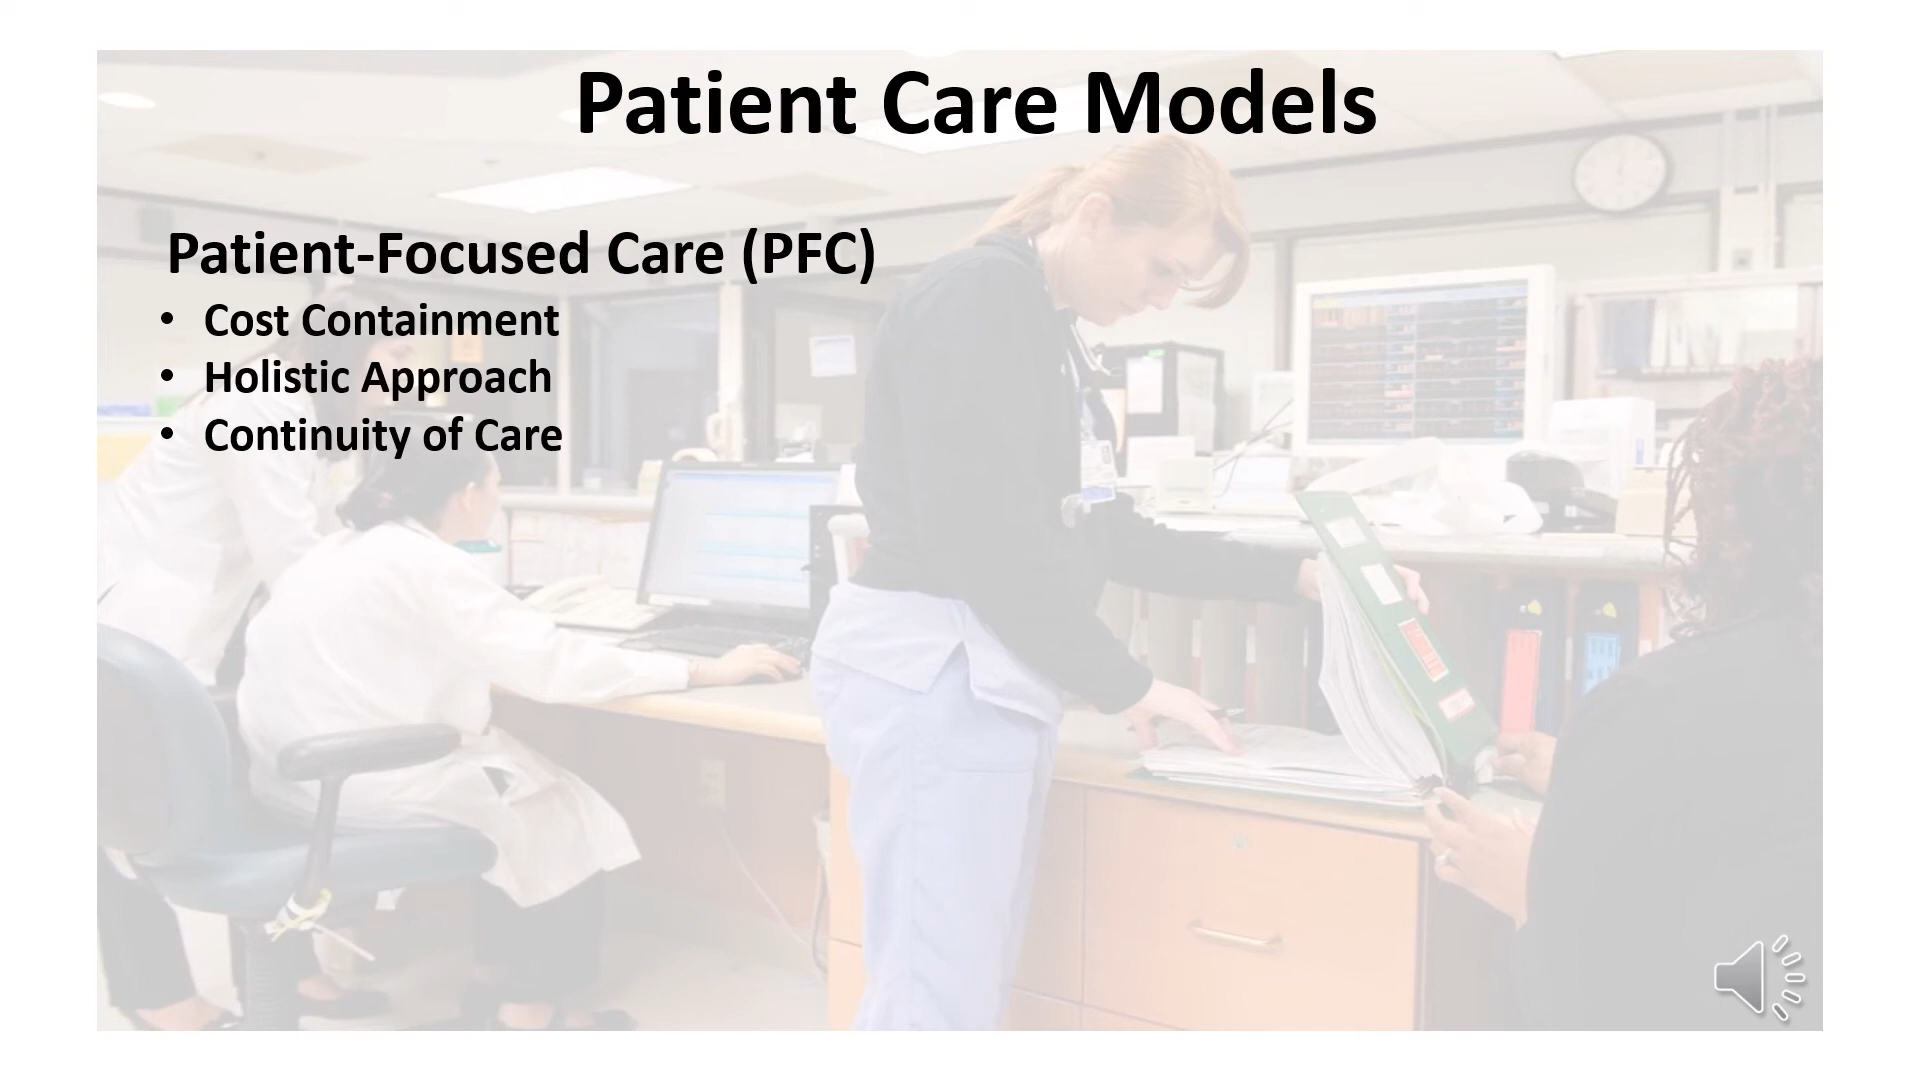 Patient Care Models
Patient-Focused Care (PFC)
• Cost Containment
• Holistic Approach
• Continuity of Care